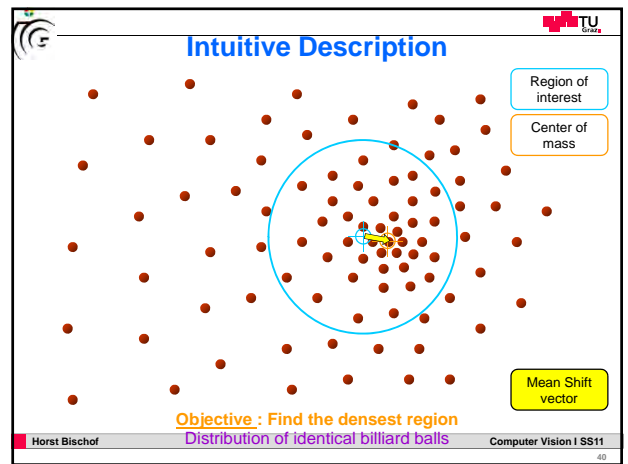 TU
Graz
Intuitive Description
Region of
interest
Center of
mass
Mean Shift
vector
Objective : Find the densest region
Distribution of identical billiard balls
Horst Bischof
Computer Vision I SS11
40